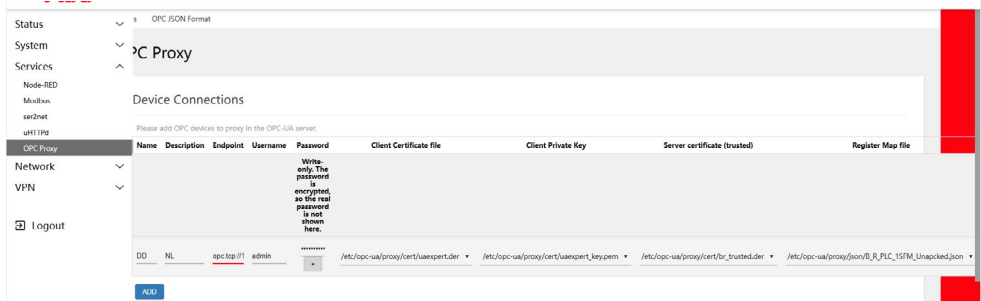 Status
System
Services
Node-RED
Modbus
ser2net
uHTTPd
OPC Proxy
Network
VPN
Logout
OPC JSON Format
PC Proxy
Device Connections
Please add OPC devices to proxy in the OPC-UA server.
Name Description Endpoint Username Password Client Certificate file Client Private Key Server certificate (trusted) Register Map file
Write-
only. The
password
is
encrypted,
so the real
password
is not
shown
here.
DD NL opc.tcp://1 admin ••••••••••• /etc/opc-ua/proxy/cert/uaexpert.der /etc/opc-ua/proxy/cert/uaexpert_key.pem /etc/opc-ua/proxy/cert/br_trusted.der /etc/opc-ua/proxy/json/B_R_PLC_1SFM_Unapcked.json
*
ADD